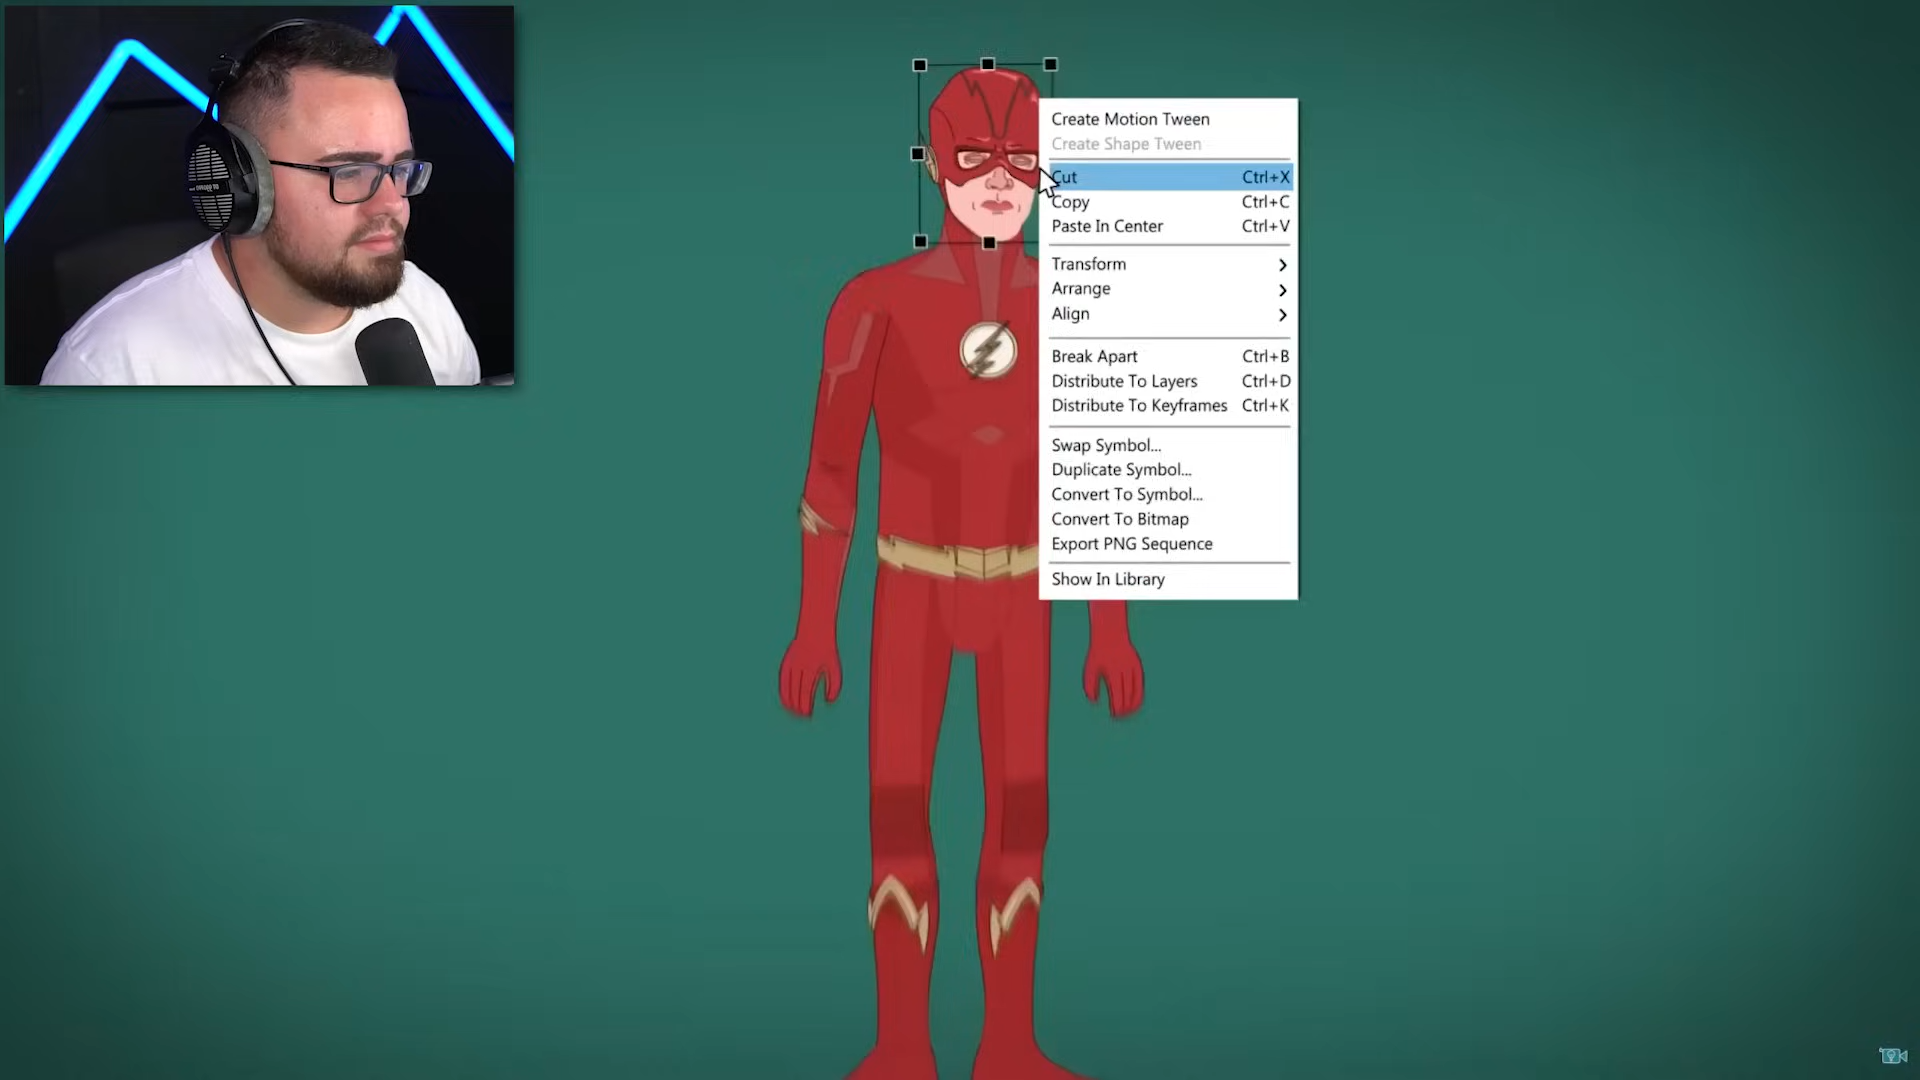 Create Motion Tween
Create Shape Tween
Cut Ctrl+X
Copy Ctrl+C
Paste In Center Ctrl+V
Transform
Arrange
Align
Break Apart Ctrl+B
Distribute To Layers Ctrl+D
Distribute To Keyframes Ctrl+K
Swap Symbol...
Duplicate Symbol...
Convert To Symbol...
Convert To Bitmap
Export PNG Sequence
Show In Library